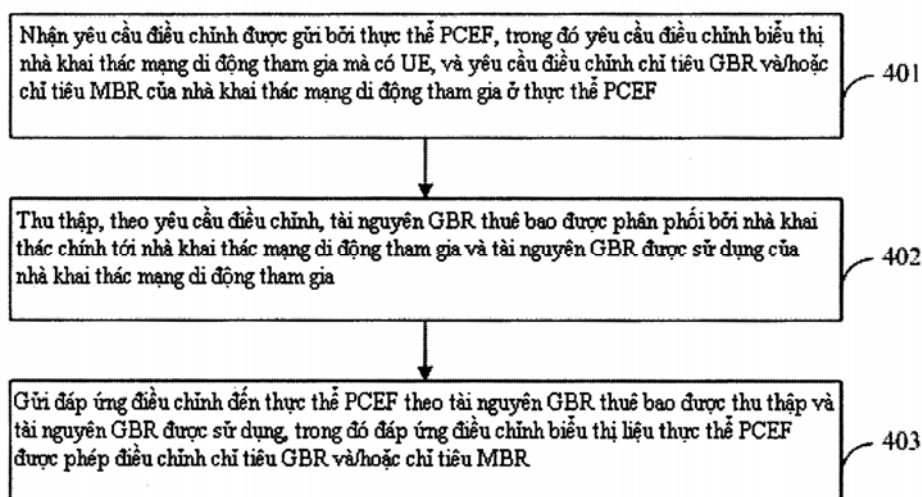 Nhận yêu cầu điều chỉnh được gửi bởi thực thể PCEF, trong đó yêu cầu điều chỉnh biểu thị
nhà khai thác mạng di động tham gia mà có UE, và yêu cầu điều chỉnh chỉ tiêu GBR và/hoặc
chỉ tiêu MBR của nhà khai thác mạng di động tham gia ở thực thể PCEF
401
Thu thập, theo yêu cầu điều chỉnh, tài nguyên GBR thuê bao được phân phối bởi nhà khai
thác chính tới nhà khai thác mạng di động tham gia và tài nguyên GBR được sử dụng của
nhà khai thác mạng di động tham gia
402
Gửi đáp ứng điều chỉnh đến thực thể PCEF theo tài nguyên GBR thuê bao được thu thập và
tài nguyên GBR được sử dụng, trong đó đáp ứng điều chỉnh biểu thị liệu thực thể PCEF
được phép điều chỉnh chỉ tiêu GBR và/hoặc chỉ tiêu MBR
403